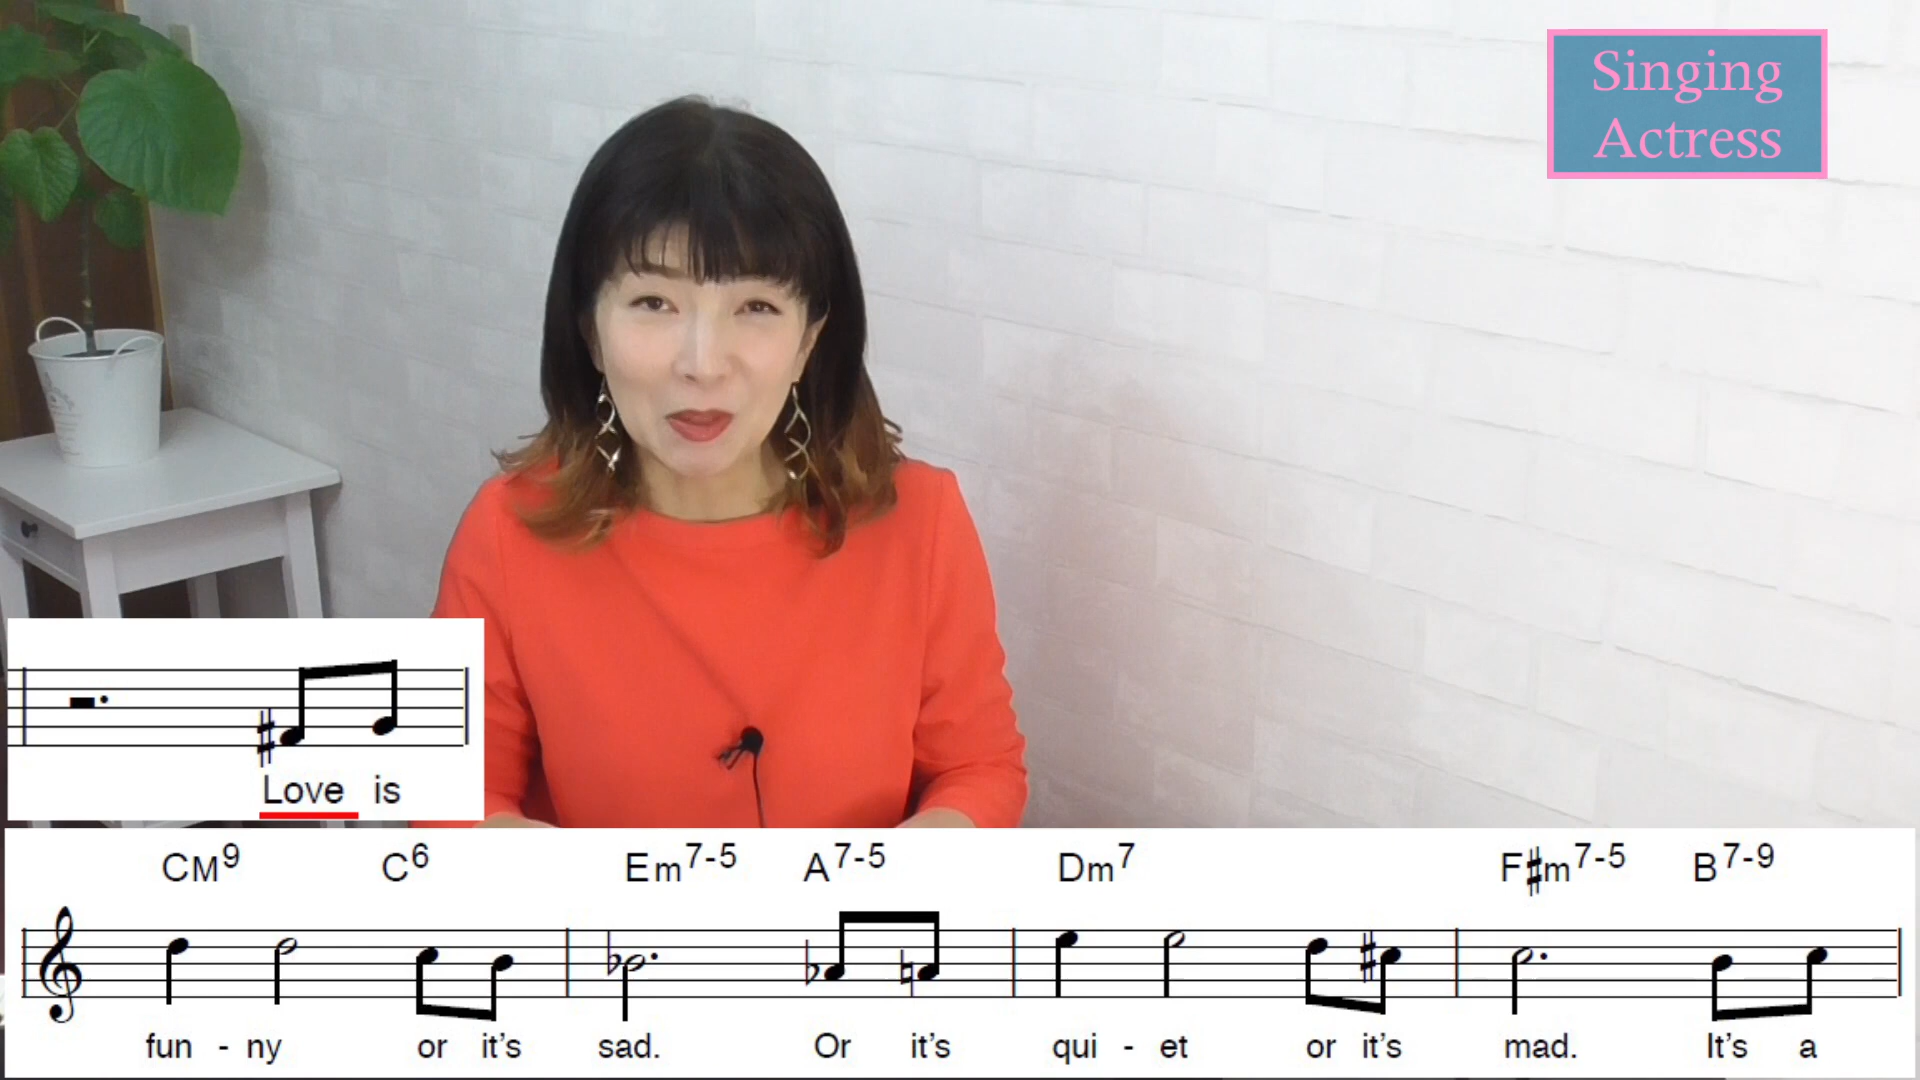 Singing
Actress
Love is
CM9 C6 Em7-5 A7-5 Dm7 F♯m7-5 B7-9
fun - ny or it's sad. Or it's qui - et or it's mad. It's a